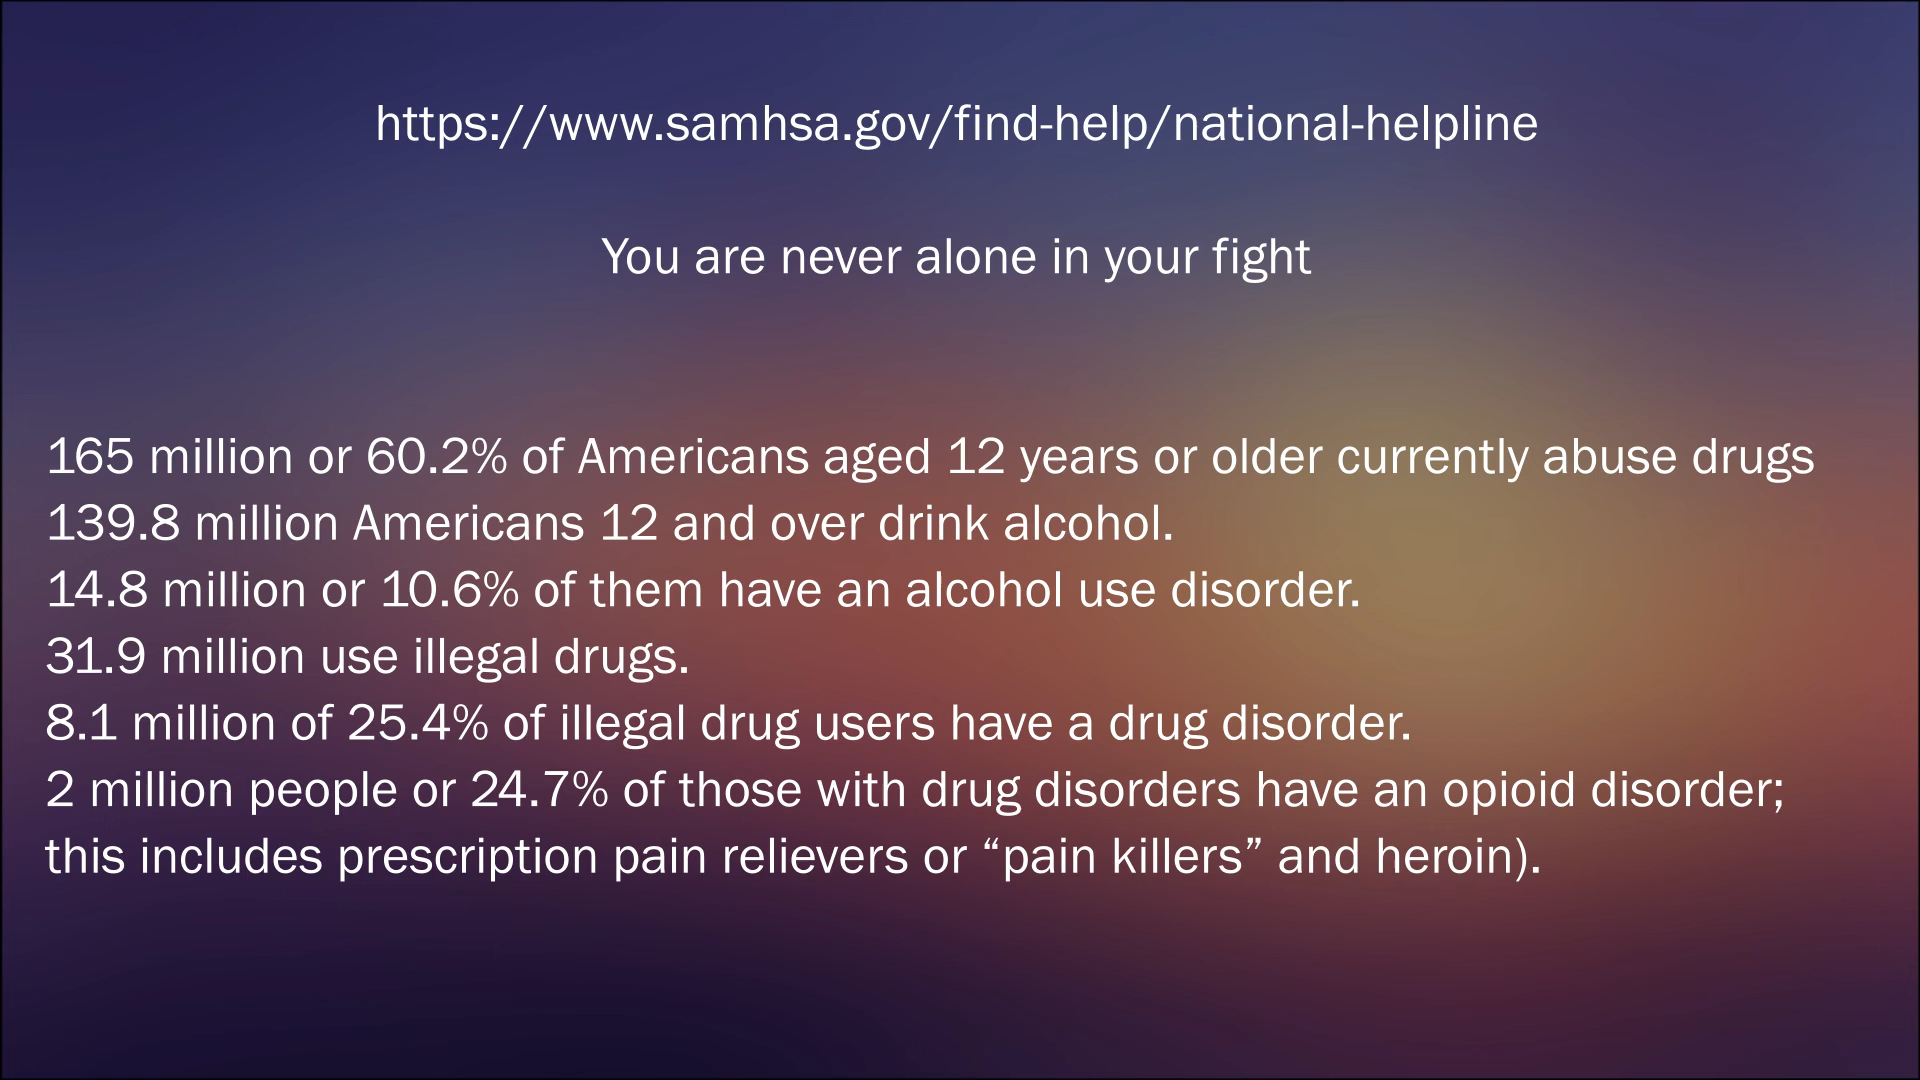 https://www.samhsa.gov/find-help/national-helpline
You are never alone in your fight
165 million or 60.2% of Americans aged 12 years or older currently abuse drugs
139.8 million Americans 12 and over drink alcohol.
14.8 million or 10.6% of them have an alcohol use disorder.
31.9 million use illegal drugs.
8.1 million of 25.4% of illegal drug users have a drug disorder.
2 million people or 24.7% of those with drug disorders have an opioid disorder;
this includes prescription pain relievers or “pain killers” and heroin).